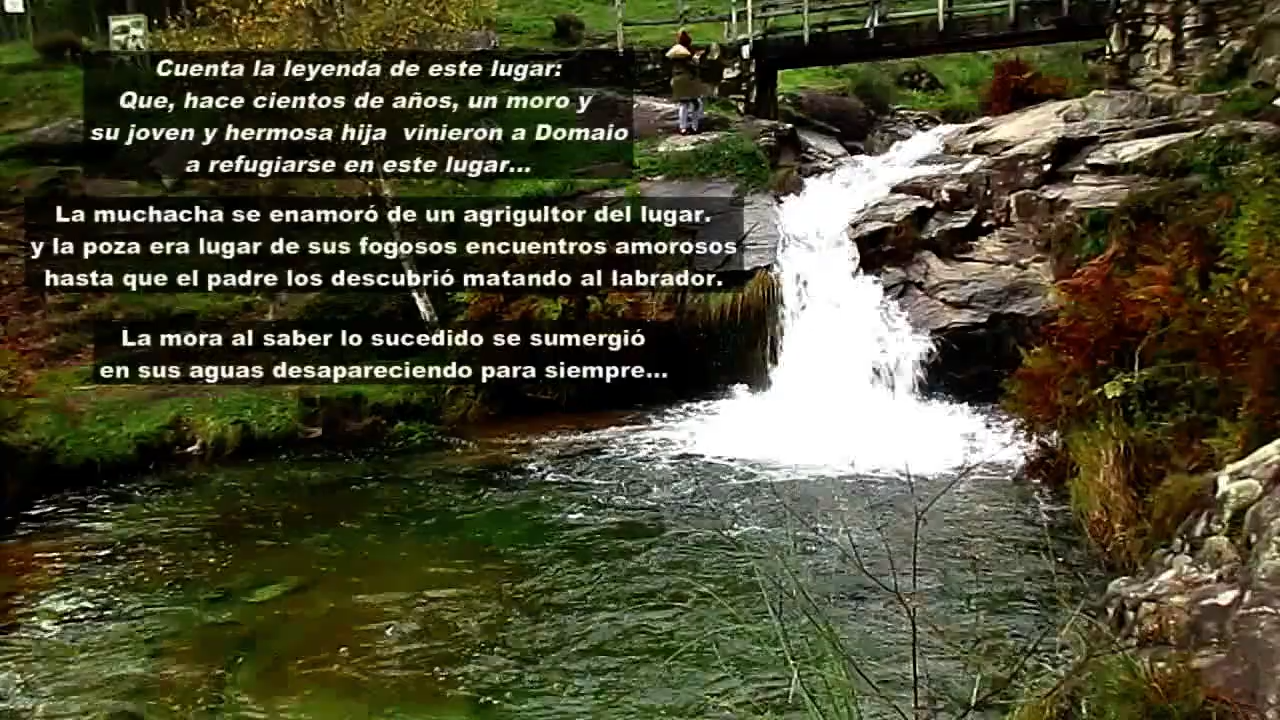 Cuenta la leyenda de este lugar:
Que, hace cientos de años, un moro y
su joven y hermosa hija vinieron a Domaio
a refugiarse en este lugar...
La muchacha se enamoró de un agrigultor del lugar.
y la poza era lugar de sus fogosos encuentros amorosos
hasta que el padre los descubrió matando al labrador.
La mora al saber lo sucedido se sumergió
en sus aguas desapareciendo para siempre...